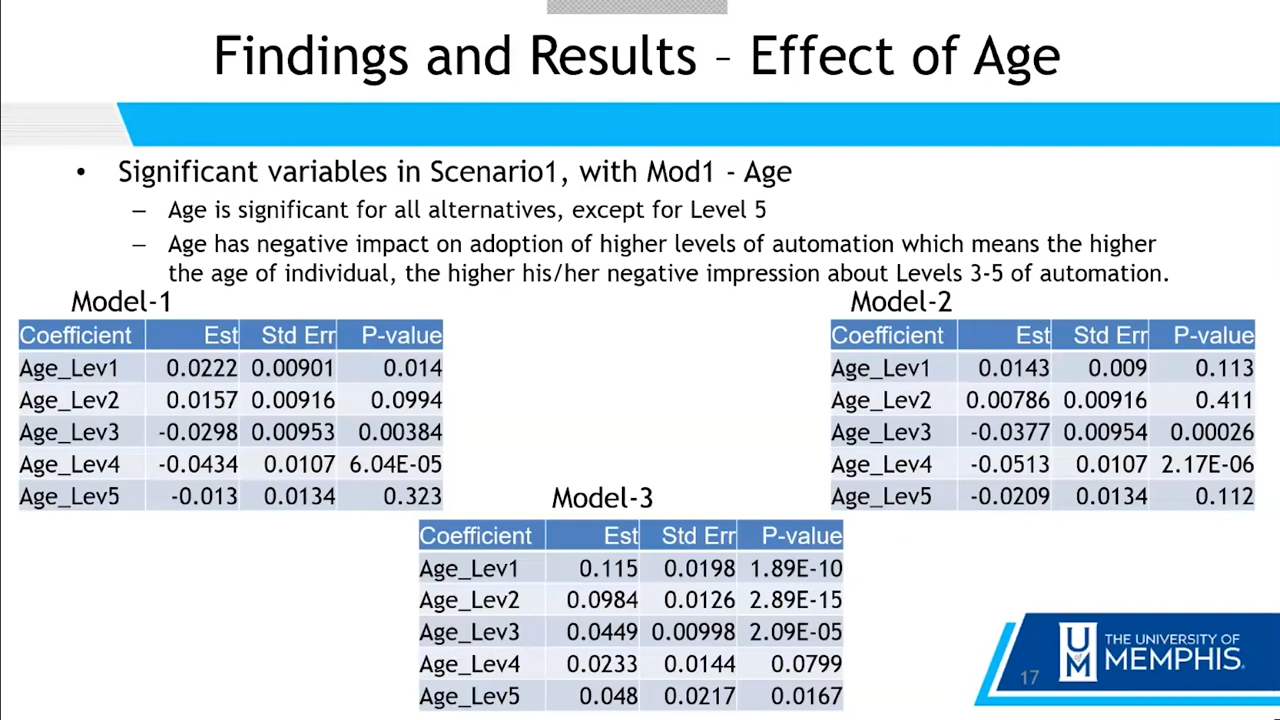 Findings and Results – Effect of Age
• Significant variables in Scenario1, with Mod1 - Age
– Age is significant for all alternatives, except for Level 5
– Age has negative impact on adoption of higher levels of automation which means the higher
the age of individual, the higher his/her negative impression about Levels 3-5 of automation.
Model-1
Coefficient Est Std Err P-value
Age_Lev1 0.0222 0.00901 0.014
Age_Lev2 0.0157 0.00916 0.0994
Age_Lev3 -0.0298 0.00953 0.00384
Age_Lev4 -0.0434 0.0107 6.04E-05
Age_Lev5 -0.013 0.0134 0.323
Model-2
Coefficient Est Std Err P-value
Age_Lev1 0.0143 0.009 0.113
Age_Lev2 0.00786 0.00916 0.411
Age_Lev3 -0.0377 0.00954 0.00026
Age_Lev4 -0.0513 0.0107 2.17E-06
Age_Lev5 -0.0209 0.0134 0.112
Model-3
Coefficient Est Std Err P-value
Age_Lev1 0.115 0.0198 1.89E-10
Age_Lev2 0.0984 0.0126 2.89E-15
Age_Lev3 0.0449 0.00998 2.09E-05
Age_Lev4 0.0233 0.0144 0.0799
Age_Lev5 0.048 0.0217 0.0167
17
U of M
THE UNIVERSITY OF
MEMPHIS.